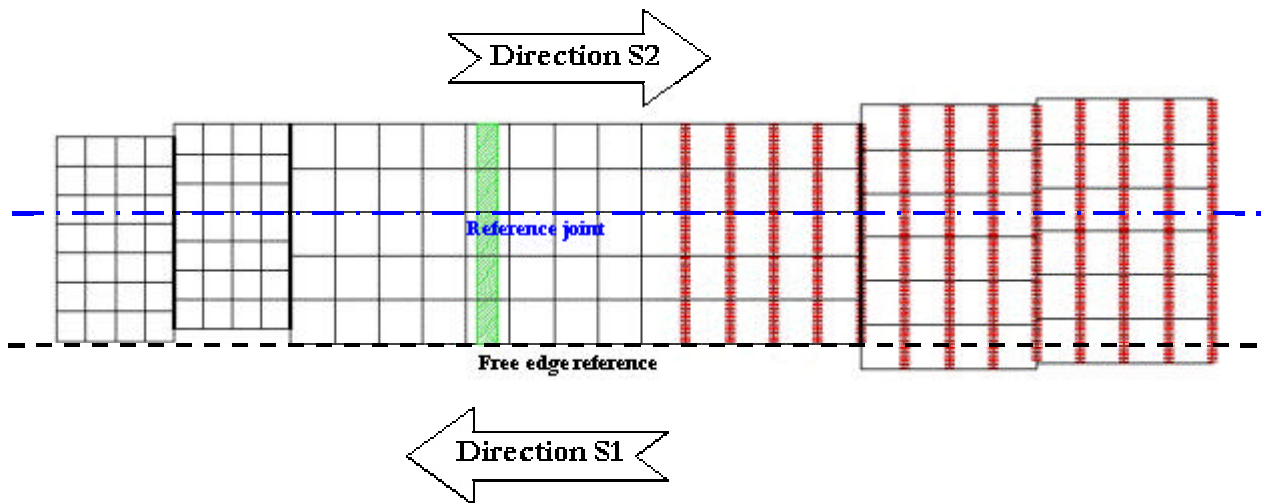 Direction S2
Reference joint
Free edge reference
Direction S1